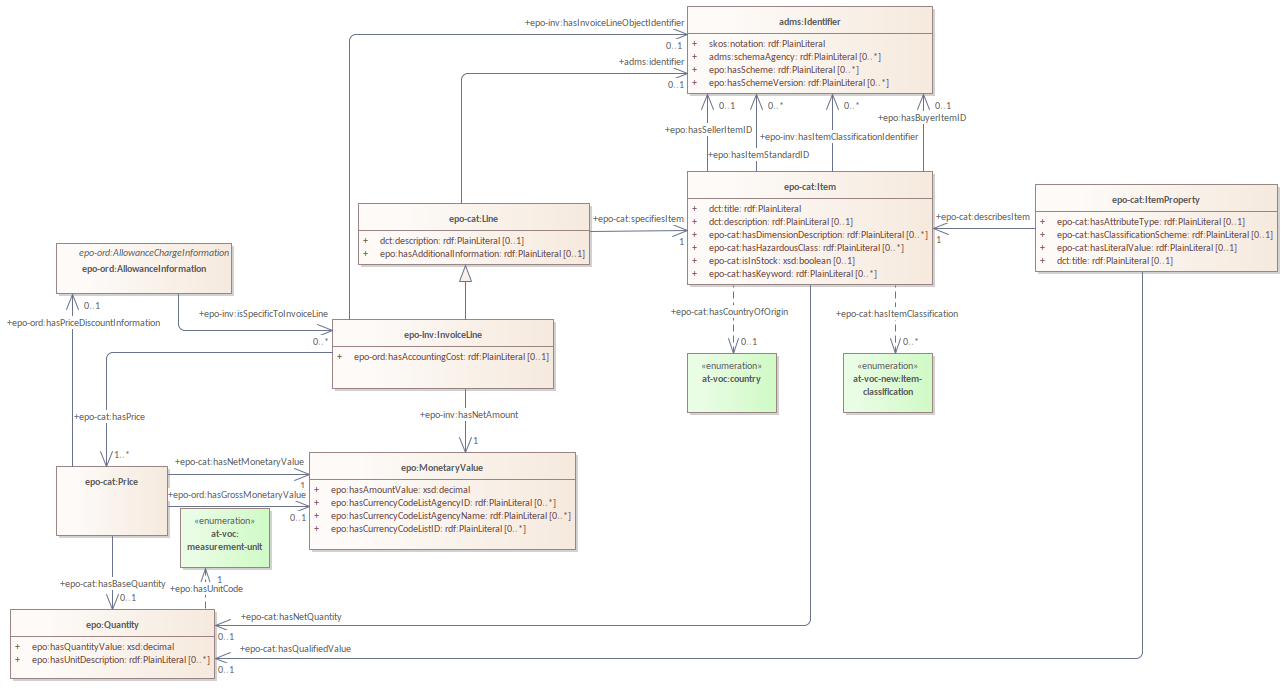 +epo-inv:hasInvoiceLineObjectIdentifier
0..1
+adms:identifier
0..1
adms:Identifier
+ skos:notation: rdf:PlainLiteral
+ adms:schemaAgency: rdf:PlainLiteral [0..*]
+ epo:hasScheme: rdf:PlainLiteral [0..*]
+ epo:hasSchemeVersion: rdf:PlainLiteral [0..*]
0..1
0..*
0..*
0..1
+epo:hasBuyerItemID
+epo:hasSellerItemID
+epo-inv:hasItemClassificationIdentifier
+epo:hasItemStandardID
epo-cat:Item
+ dct:title: rdf:PlainLiteral
+ dct:description: rdf:PlainLiteral [0..1]
+ epo-cat:hasDimensionDescription: rdf:PlainLiteral [0..*]
+ epo-cat:hasHazardousClass: rdf:PlainLiteral [0..*]
+ epo-cat:isInStock: xsd:boolean [0..1]
+ epo-cat:hasKeyword: rdf:PlainLiteral [0..*]
epo-cat:ItemProperty
+ epo-cat:hasAttributeType: rdf:PlainLiteral [0..1]
+ epo-cat:hasClassificationScheme: rdf:PlainLiteral [0..1]
+ epo-cat:hasLiteralValue: rdf:PlainLiteral [0..1]
+ dct:title: rdf:PlainLiteral [0..1]
+epo-cat:describesItem
1
epo-cat:Line
+ dct:description: rdf:PlainLiteral [0..1]
+ epo:hasAdditionalInformation: rdf:PlainLiteral [0..1]
+epo-cat:specifiesItem
1
epo-ord:AllowanceChargeInformation
epo-ord:AllowanceInformation
0..1
+epo-ord:hasPriceDiscountInformation
+epo-inv:isSpecificToInvoiceLine
0..*
epo-inv:InvoiceLine
+ epo-ord:hasAccountingCost: rdf:PlainLiteral [0..1]
+epo-cat:hasCountryOfOrigin
0..1
+epo-cat:hasItemClassification
0..*
«enumeration»
at-voc:country
«enumeration»
at-voc-new:item-
classification
+epo-cat:hasPrice
1..*
+epo-inv:hasNetAmount
1
epo-cat:Price
+epo-cat:hasNetMonetaryValue
1
+epo-ord:hasGrossMonetaryValue
0..1
epo:MonetaryValue
+ epo:hasAmountValue: xsd:decimal
+ epo:hasCurrencyCodeListAgencyID: rdf:PlainLiteral [0..*]
+ epo:hasCurrencyCodeListAgencyName: rdf:PlainLiteral [0..*]
+ epo:hasCurrencyCodeListID: rdf:PlainLiteral [0..*]
«enumeration»
at-voc:
measurement-unit
1
+epo:hasUnitCode
+epo-cat:hasBaseQuantity
0..1
epo:Quantity
+ epo:hasQuantityValue: xsd:decimal
+ epo:hasUnitDescription: rdf:PlainLiteral [0..*]
+epo-cat:hasNetQuantity
0..1
+epo-cat:hasQualifiedValue
0..1